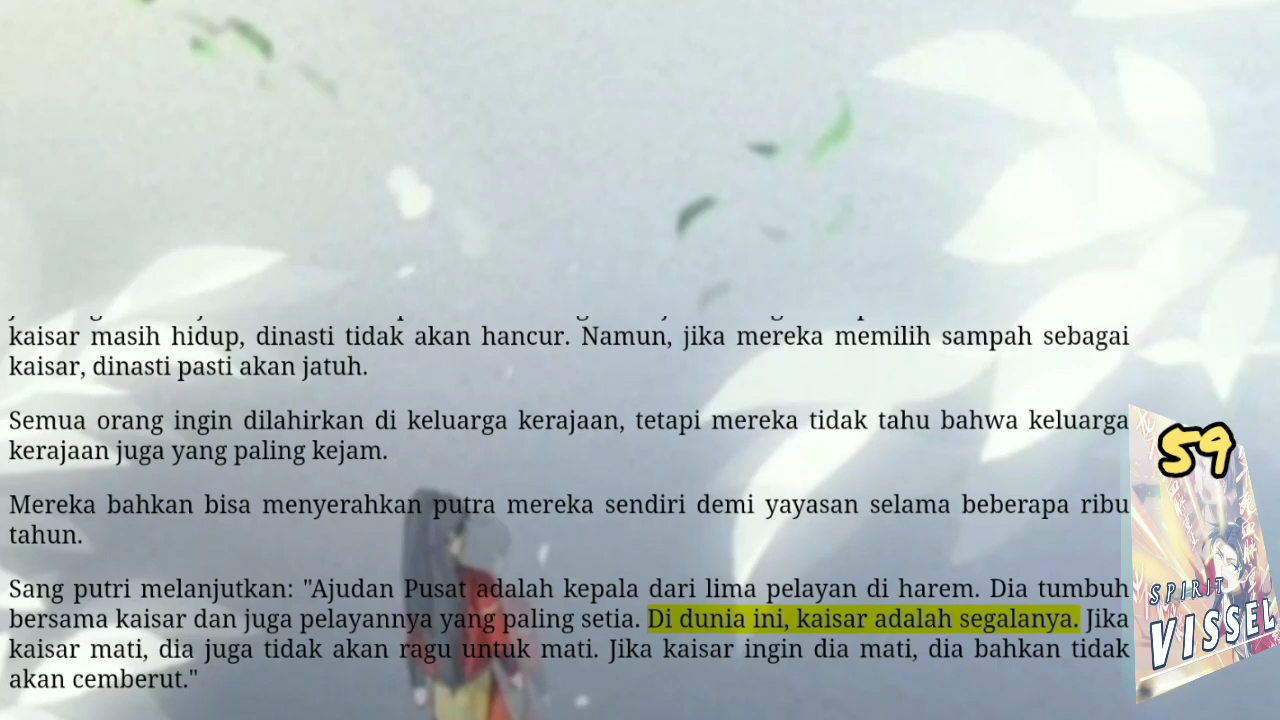 kaisar masih hidup, dinasti tidak akan hancur. Namun, jika mereka memilih sampah sebagai
kaisar, dinasti pasti akan jatuh.
Semua orang ingin dilahirkan di keluarga kerajaan, tetapi mereka tidak tahu bahwa keluarga
kerajaan juga yang paling kejam.
Mereka bahkan bisa menyerahkan putra mereka sendiri demi yayasan selama beberapa ribu
tahun.
Sang putri melanjutkan: "Ajudan Pusat adalah kepala dari lima pelayan di harem. Dia tumbuh
bersama kaisar dan juga pelayannya yang paling setia. Di dunia ini, kaisar adalah segalanya. Jika
kaisar mati, dia juga tidak akan ragu untuk mati. Jika kaisar ingin dia mati, dia bahkan tidak
akan cemberut."
59
SPIRIT
VISSEL